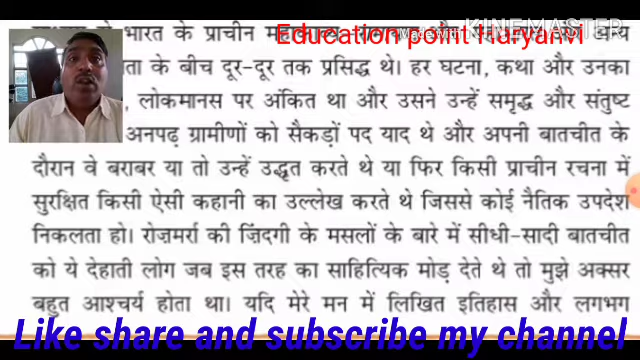 भारत के प्राचीन
Education point haryanvi
Made with KINEMASTER
ता के बीच दूर-दूर तक प्रसिद्ध थे। हर घटना, कथा और उनका
, लोकमानस पर अंकित था और उसने उन्हें समृद्ध और संतुष्ट
अनपढ़ ग्रामीणों को सैकड़ों पद याद थे और अपनी बातचीत के
दौरान वे बराबर या तो उन्हें उद्धृत करते थे या फिर किसी प्राचीन रचना में
सुरक्षित किसी ऐसी कहानी का उल्लेख करते थे जिससे कोई नैतिक उपदेश
निकलता हो। रोज़मर्रा की ज़िंदगी के मसलों के बारे में सीधी-सादी बातचीत
को ये देहाती लोग जब इस तरह का साहित्यिक मोड़ देते थे तो मुझे अक्सर
बहुत आश्चर्य होता था। यदि मेरे मन में लिखित इतिहास और लगभग
Like share and subscribe my channel